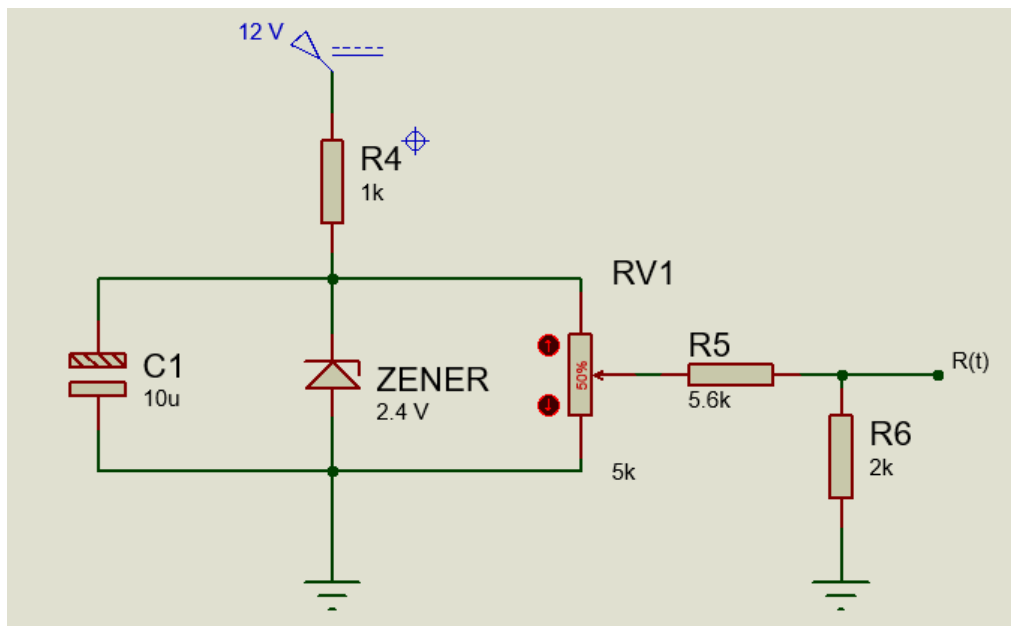 12 V
R4
1k
RV1
C1
10u
ZENER
2.4 V
50%
R5
5.6k
R(t)
R6
2k
5k